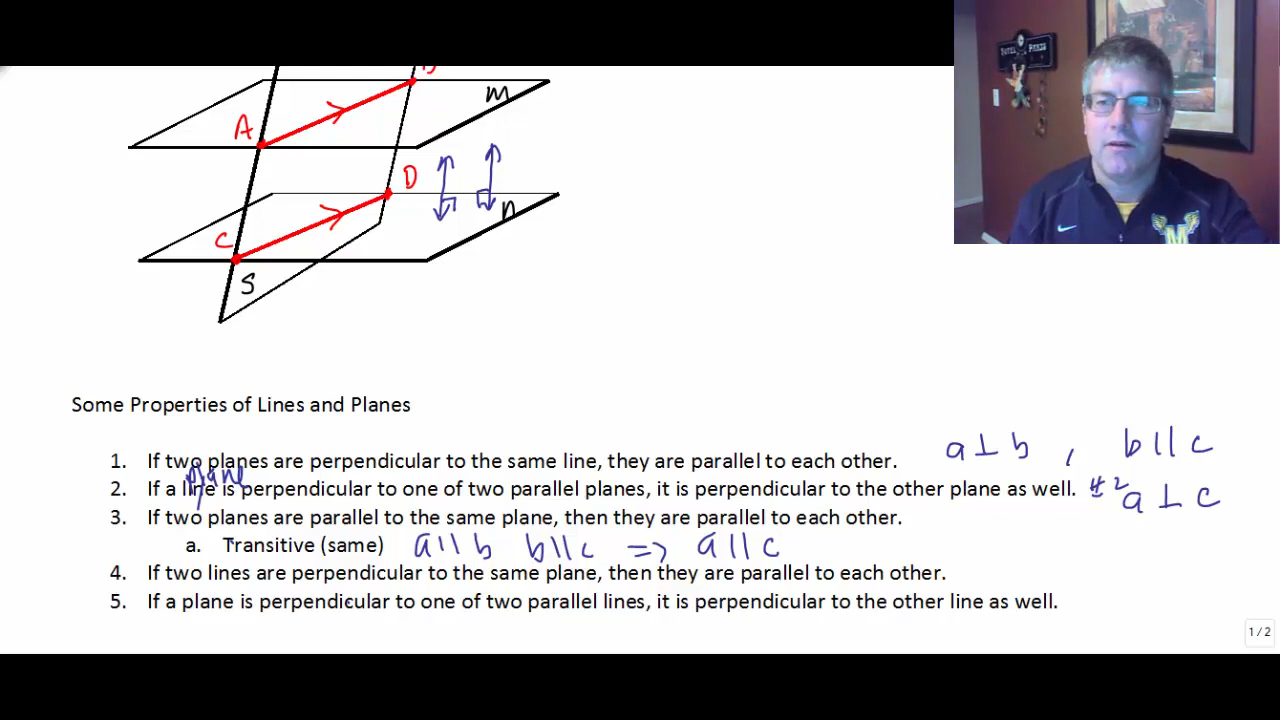 m
A
D
n
C
S
Some Properties of Lines and Planes
1. If two planes are perpendicular to the same line, they are parallel to each other. a ⊥ b , b || c
plane
2. If a line is perpendicular to one of two parallel planes, it is perpendicular to the other plane as well. #2 a ⊥ c
3. If two planes are parallel to the same plane, then they are parallel to each other.
a. Transitive (same) a || b b || c => a || c
4. If two lines are perpendicular to the same plane, then they are parallel to each other.
5. If a plane is perpendicular to one of two parallel lines, it is perpendicular to the other line as well.
1 / 2
M